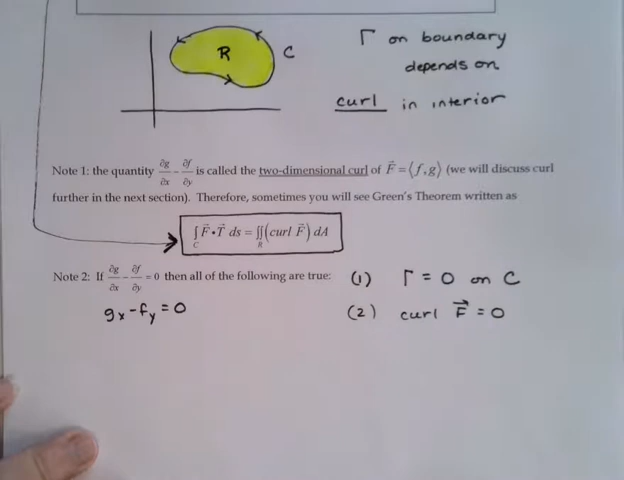 R C Γ on boundary
depends on
curl in interior
Note 1: the quantity ∂g/∂x − ∂f/∂y is called the two-dimensional curl of F⃗ = ⟨f, g⟩ (we will discuss curl
further in the next section). Therefore, sometimes you will see Green's Theorem written as
∫_C F⃗ • T⃗ ds = ∬_R (curl F⃗) dA
Note 2: If ∂g/∂x − ∂f/∂y = 0 then all of the following are true: (1) Γ = 0 on C
gₓ − f_y = 0 (2) curl F⃗ = 0